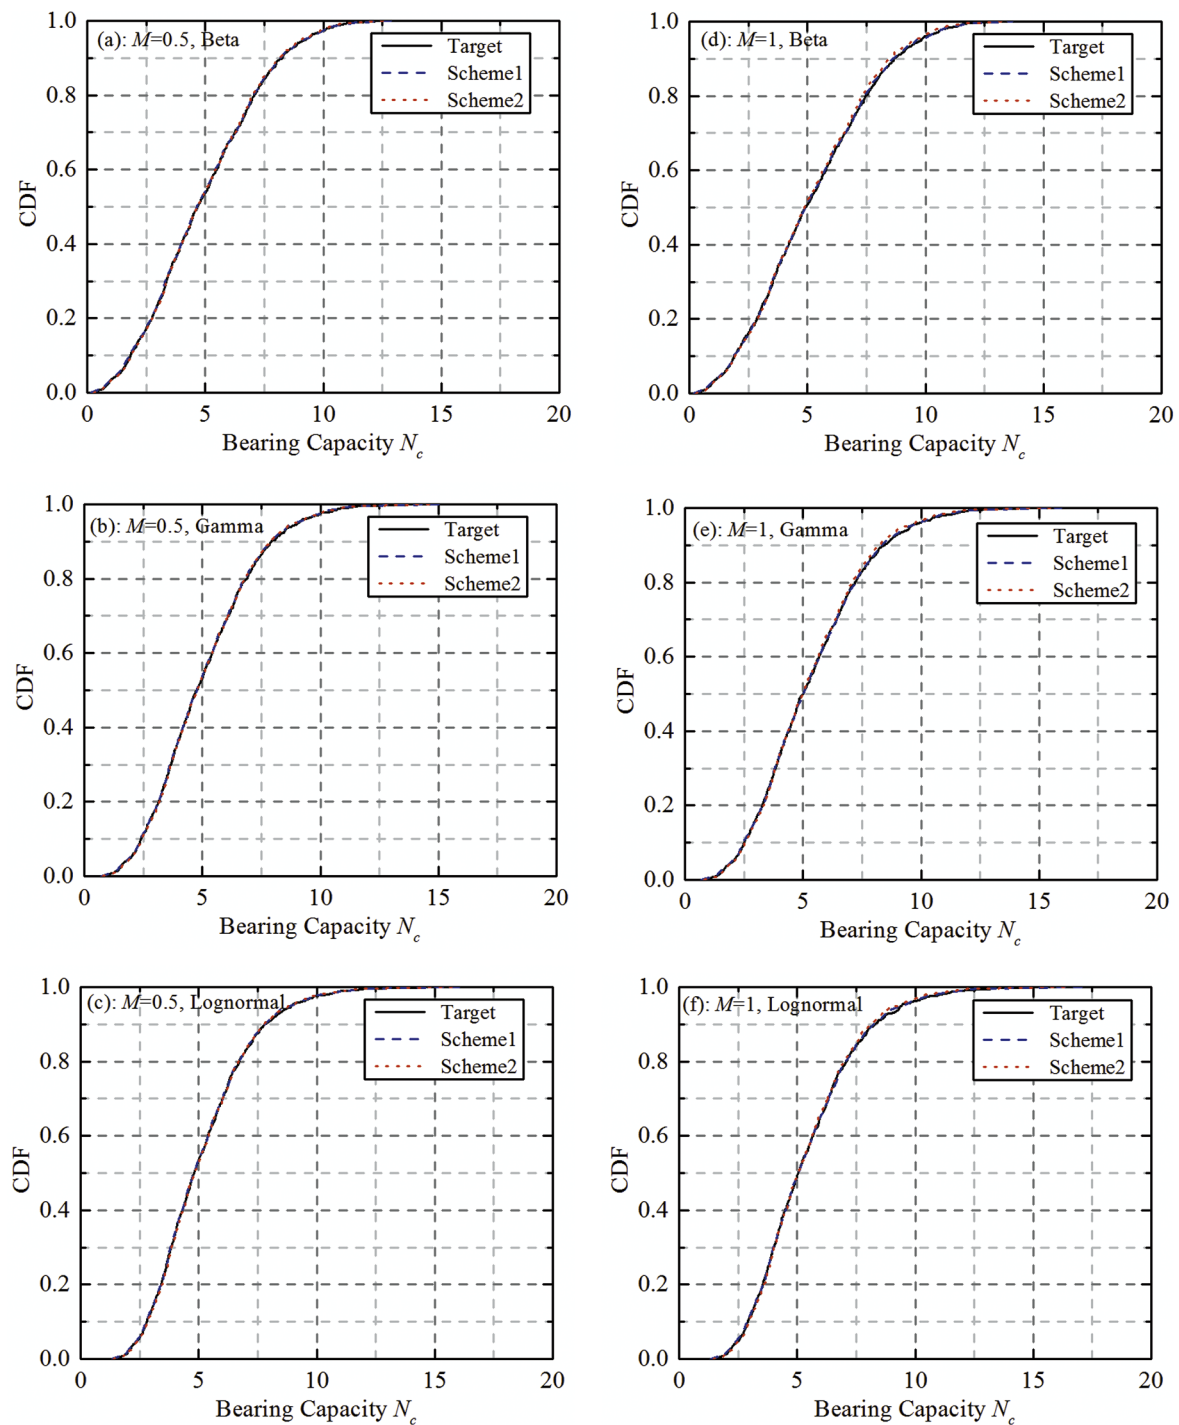 (a): M=0.5, Beta
Target
Scheme1
Scheme2
CDF
1.0
0.8
0.6
0.4
0.2
0.0
0 5 10 15 20
Bearing Capacity Nc
(d): M=1, Beta
Target
Scheme1
Scheme2
CDF
1.0
0.8
0.6
0.4
0.2
0.0
0 5 10 15 20
Bearing Capacity Nc
(b): M=0.5, Gamma
Target
Scheme1
Scheme2
CDF
1.0
0.8
0.6
0.4
0.2
0.0
0 5 10 15 20
Bearing Capacity Nc
(e): M=1, Gamma
Target
Scheme1
Scheme2
CDF
1.0
0.8
0.6
0.4
0.2
0.0
0 5 10 15 20
Bearing Capacity Nc
(c): M=0.5, Lognormal
Target
Scheme1
Scheme2
CDF
1.0
0.8
0.6
0.4
0.2
0.0
0 5 10 15 20
Bearing Capacity Nc
(f): M=1, Lognormal
Target
Scheme1
Scheme2
CDF
1.0
0.8
0.6
0.4
0.2
0.0
0 5 10 15 20
Bearing Capacity Nc